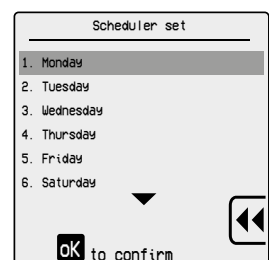 Scheduler set
1. Monday
2. Tuesday
3. Wednesday
4. Thursday
5. Friday
6. Saturday
oK to confirm